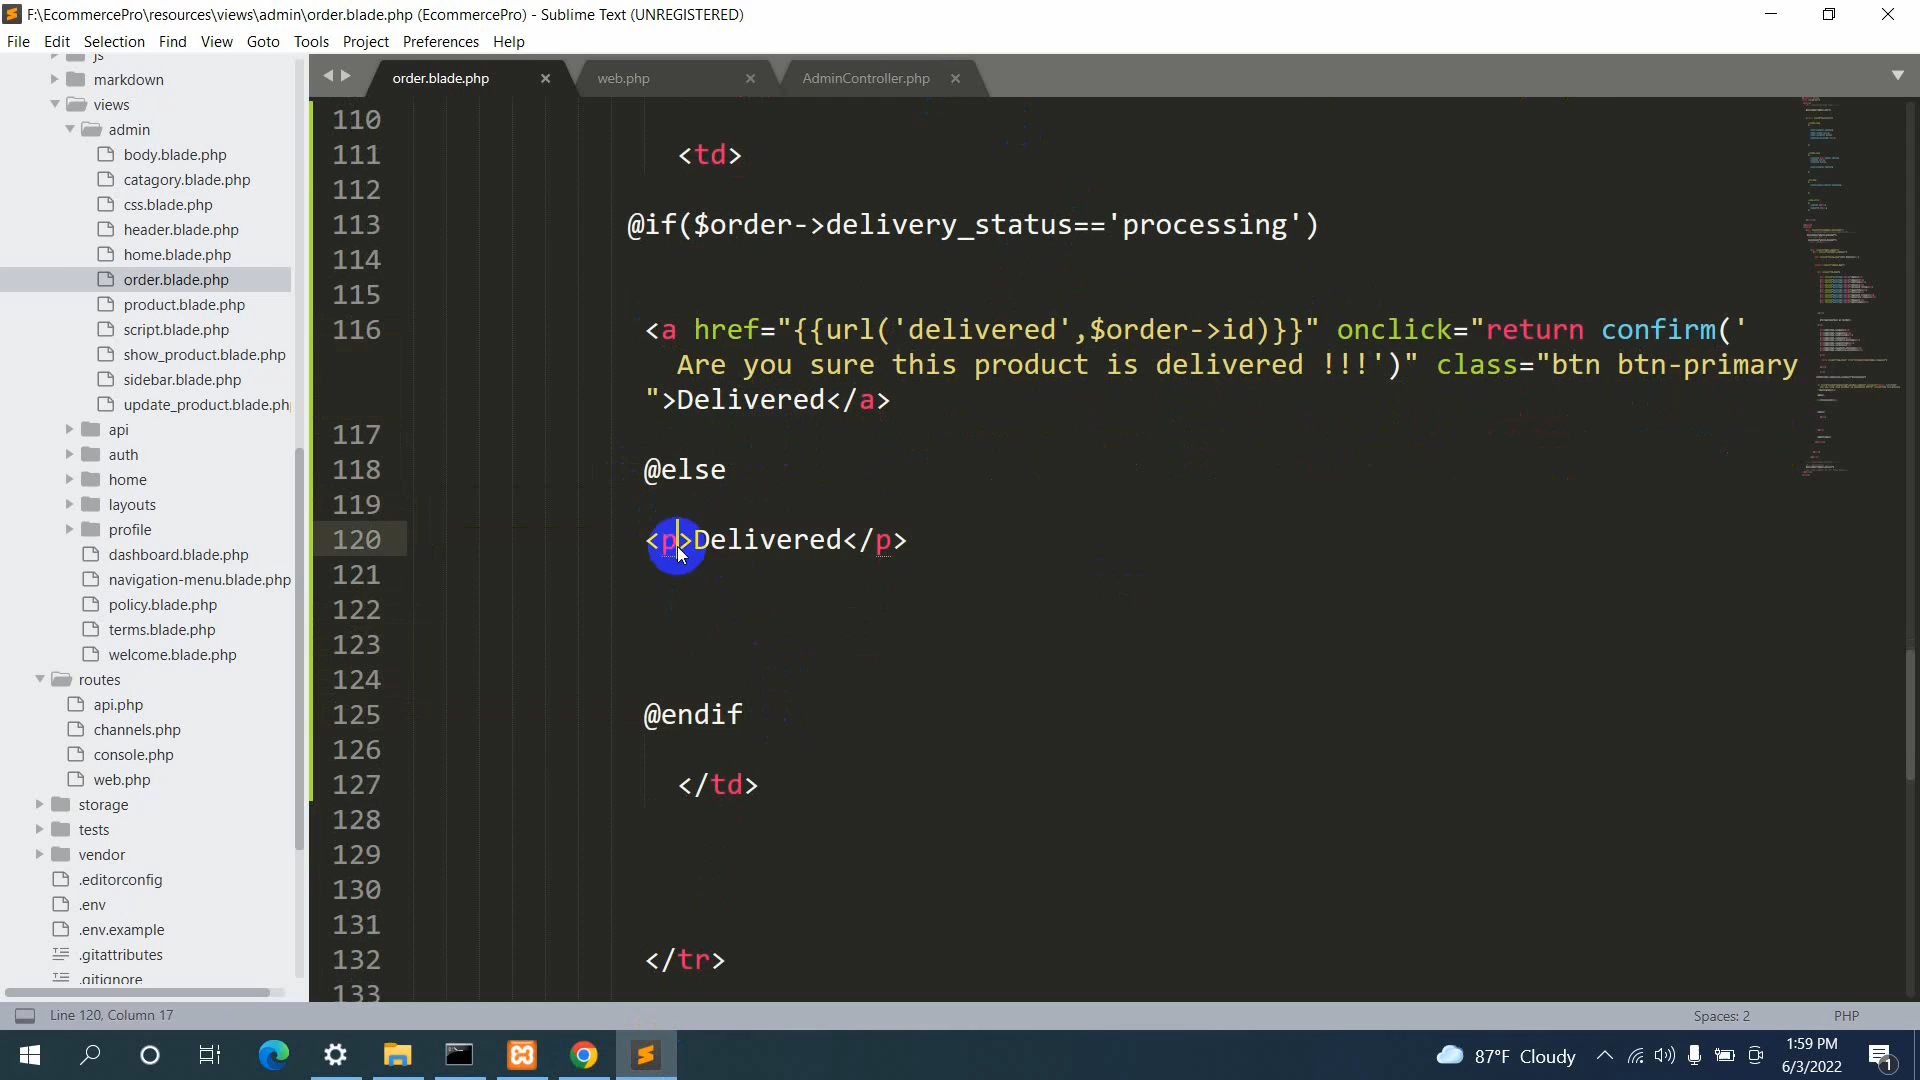 F:\EcommercePro\resources\views\admin\order.blade.php (EcommercePro) - Sublime Text (UNREGISTERED)
File Edit Selection Find View Goto Tools Project Preferences Help
js
markdown
views
admin
body.blade.php
catagory.blade.php
css.blade.php
header.blade.php
home.blade.php
order.blade.php
product.blade.php
script.blade.php
show_product.blade.php
sidebar.blade.php
update_product.blade.ph
api
auth
home
layouts
profile
dashboard.blade.php
navigation-menu.blade.php
policy.blade.php
terms.blade.php
welcome.blade.php
routes
api.php
channels.php
console.php
web.php
storage
tests
vendor
.editorconfig
.env
.env.example
.gitattributes
.gitignore
order.blade.php web.php AdminController.php
110
111 <td>
112
113 @if($order->delivery_status=='processing')
114
115
116 <a href="{{url('delivered',$order->id)}}" onclick="return confirm('
Are you sure this product is delivered !!!')" class="btn btn-primary
">Delivered</a>
117
118 @else
119
120 <p>Delivered</p>
121
122
123
124
125 @endif
126
127 </td>
128
129
130
131
132 </tr>
133
Line 120, Column 17 Spaces: 2 PHP
87°F Cloudy
1:59 PM
6/3/2022
1